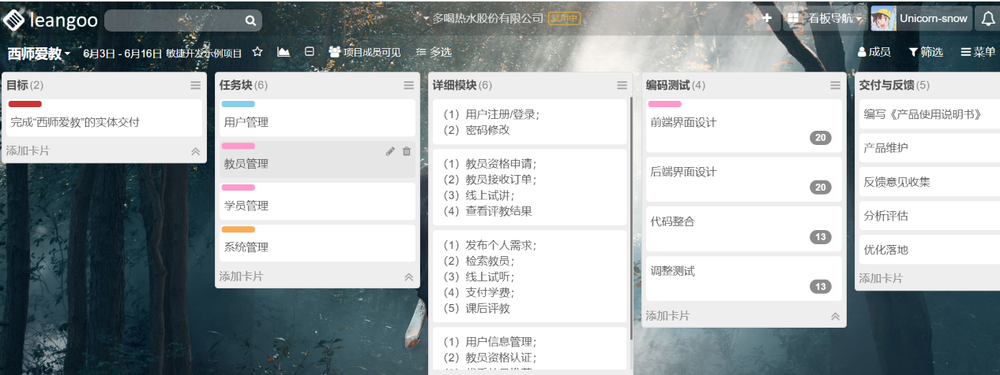 leangoo
多喝热水股份有限公司 试用中
看板导航
Unicorn-snow
西师爱教
6月3日 - 6月16日 敏捷开发示例项目
项目成员可见
多选
成员
筛选
菜单
目标 (2)
完成“西师爱教”的实体交付
添加卡片
任务块 (6)
用户管理
教员管理
学员管理
系统管理
添加卡片
详细模块 (6)
（1）用户注册/登录；
（2）密码修改
（1）教员资格申请；
（2）教员接收订单；
（3）线上试讲；
（4）查看评教结果
（1）发布个人需求；
（2）检索教员；
（3）线上试听；
（4）支付学费；
（5）课后评教
（1）用户信息管理；
（2）教员资格认证；
编码测试 (4)
前端界面设计
20
后端界面设计
20
代码整合
13
调整测试
13
添加卡片
交付与反馈 (5)
编写《产品使用说明书》
产品维护
反馈意见收集
分析评估
优化落地
添加卡片